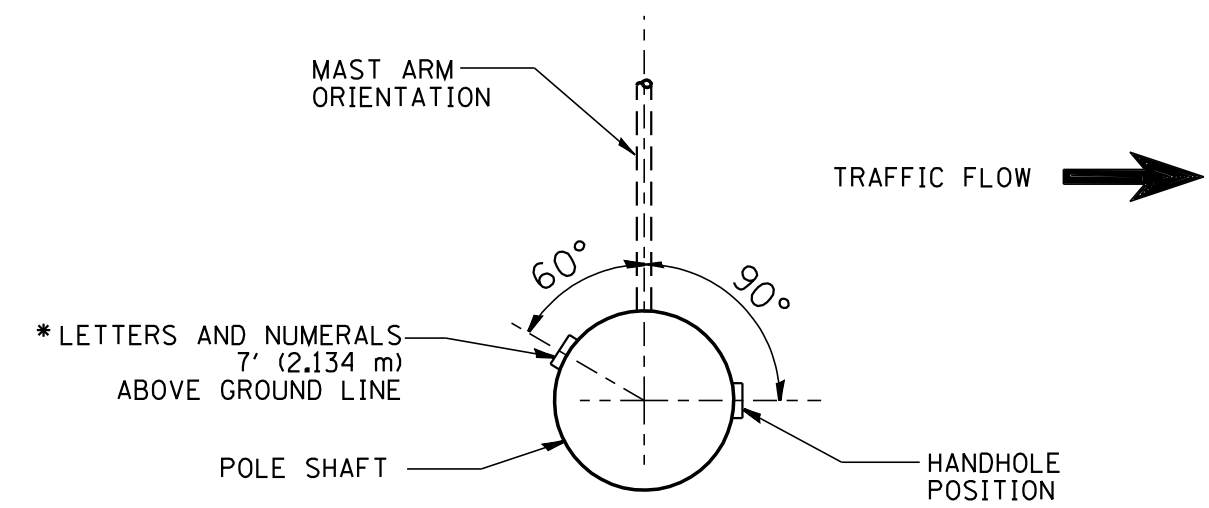 MAST ARM
ORIENTATION
TRAFFIC FLOW
60°
90°
* LETTERS AND NUMERALS
7' (2.134 m)
ABOVE GROUND LINE
POLE SHAFT
HANDHOLE
POSITION